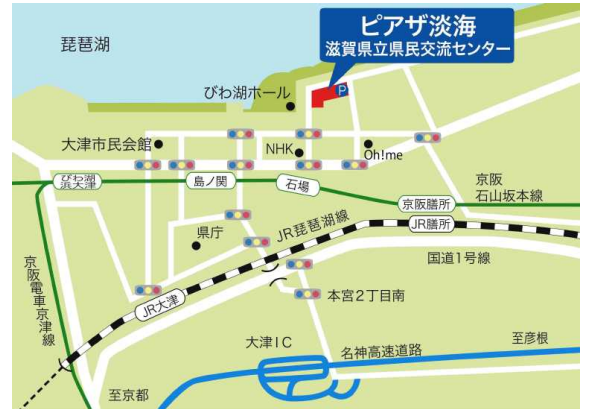 琵琶湖
ピアザ淡海
滋賀県立県民交流センター
P
びわ湖ホール
大津市民会館
NHK
Oh!me
びわ湖
浜大津
島ノ関
石場
京阪膳所
京阪
石山坂本線
県庁
JR琵琶湖線
JR膳所
国道1号線
京阪電車京津線
JR大津
本宮2丁目南
大津IC
名神高速道路
至彦根
至京都